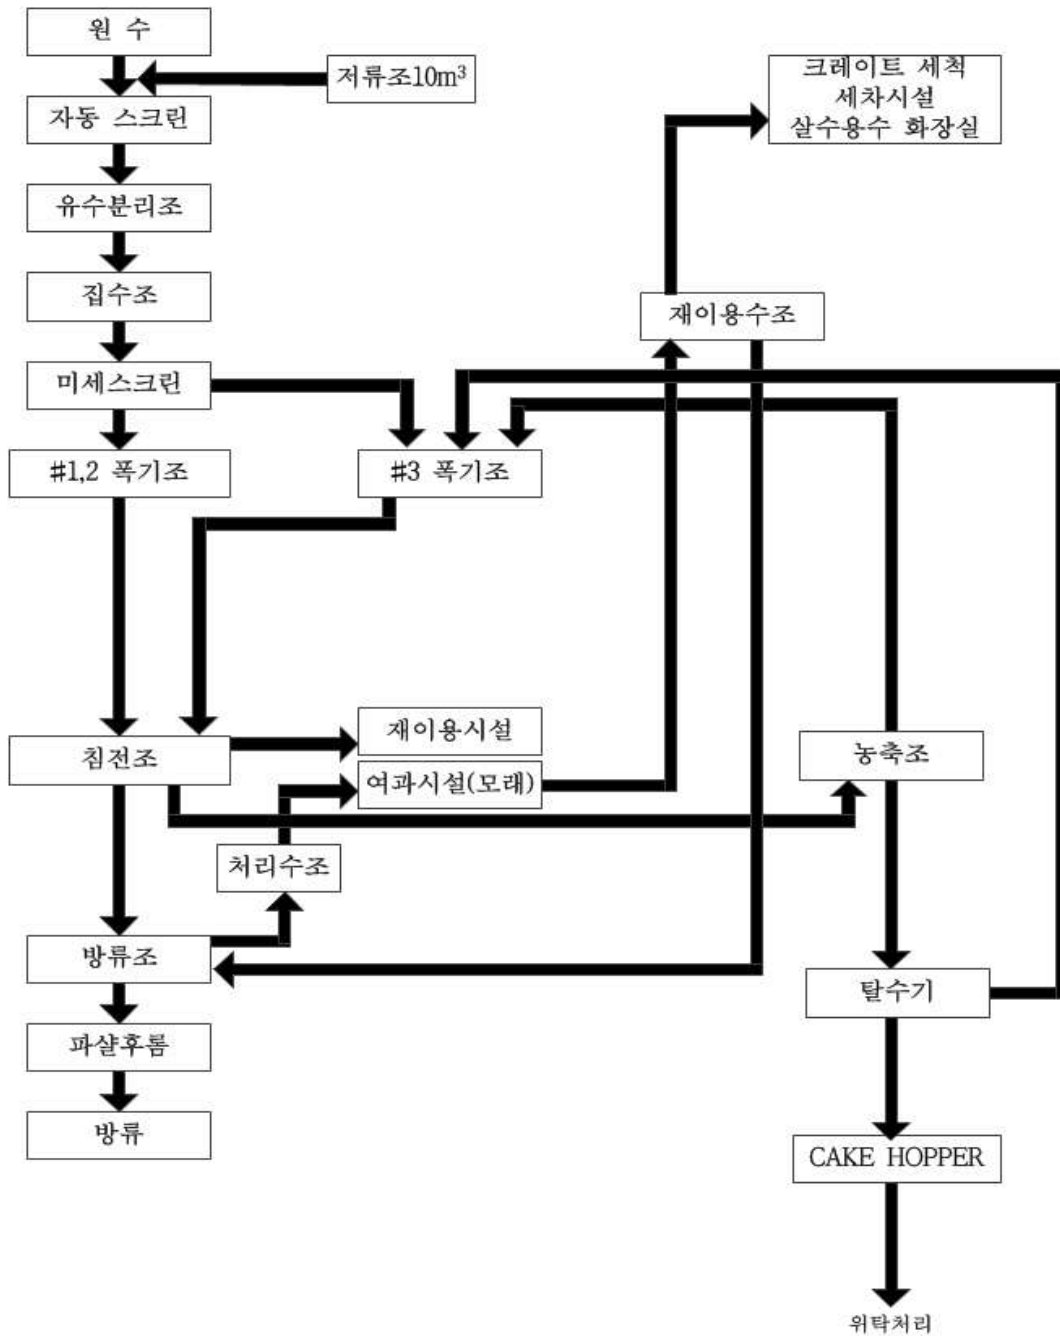 원 수
저류조10m³
크레이트 세척
세차시설
살수용수 화장실
자동 스크린
유수분리조
집수조
재이용수조
미세스크린
#1,2 폭기조
#3 폭기조
재이용시설
침전조
농축조
여과시설(모래)
처리수조
방류조
탈수기
파샬후롬
방류
CAKE HOPPER
위탁처리